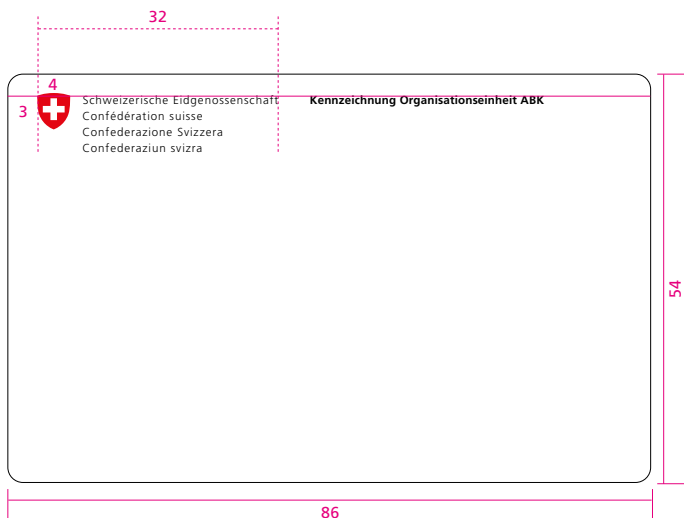 32
4
3
Schweizerische Eidgenossenschaft
Confédération suisse
Confederazione Svizzera
Confederaziun svizra
Kennzeichnung Organisationseinheit ABK
54
86